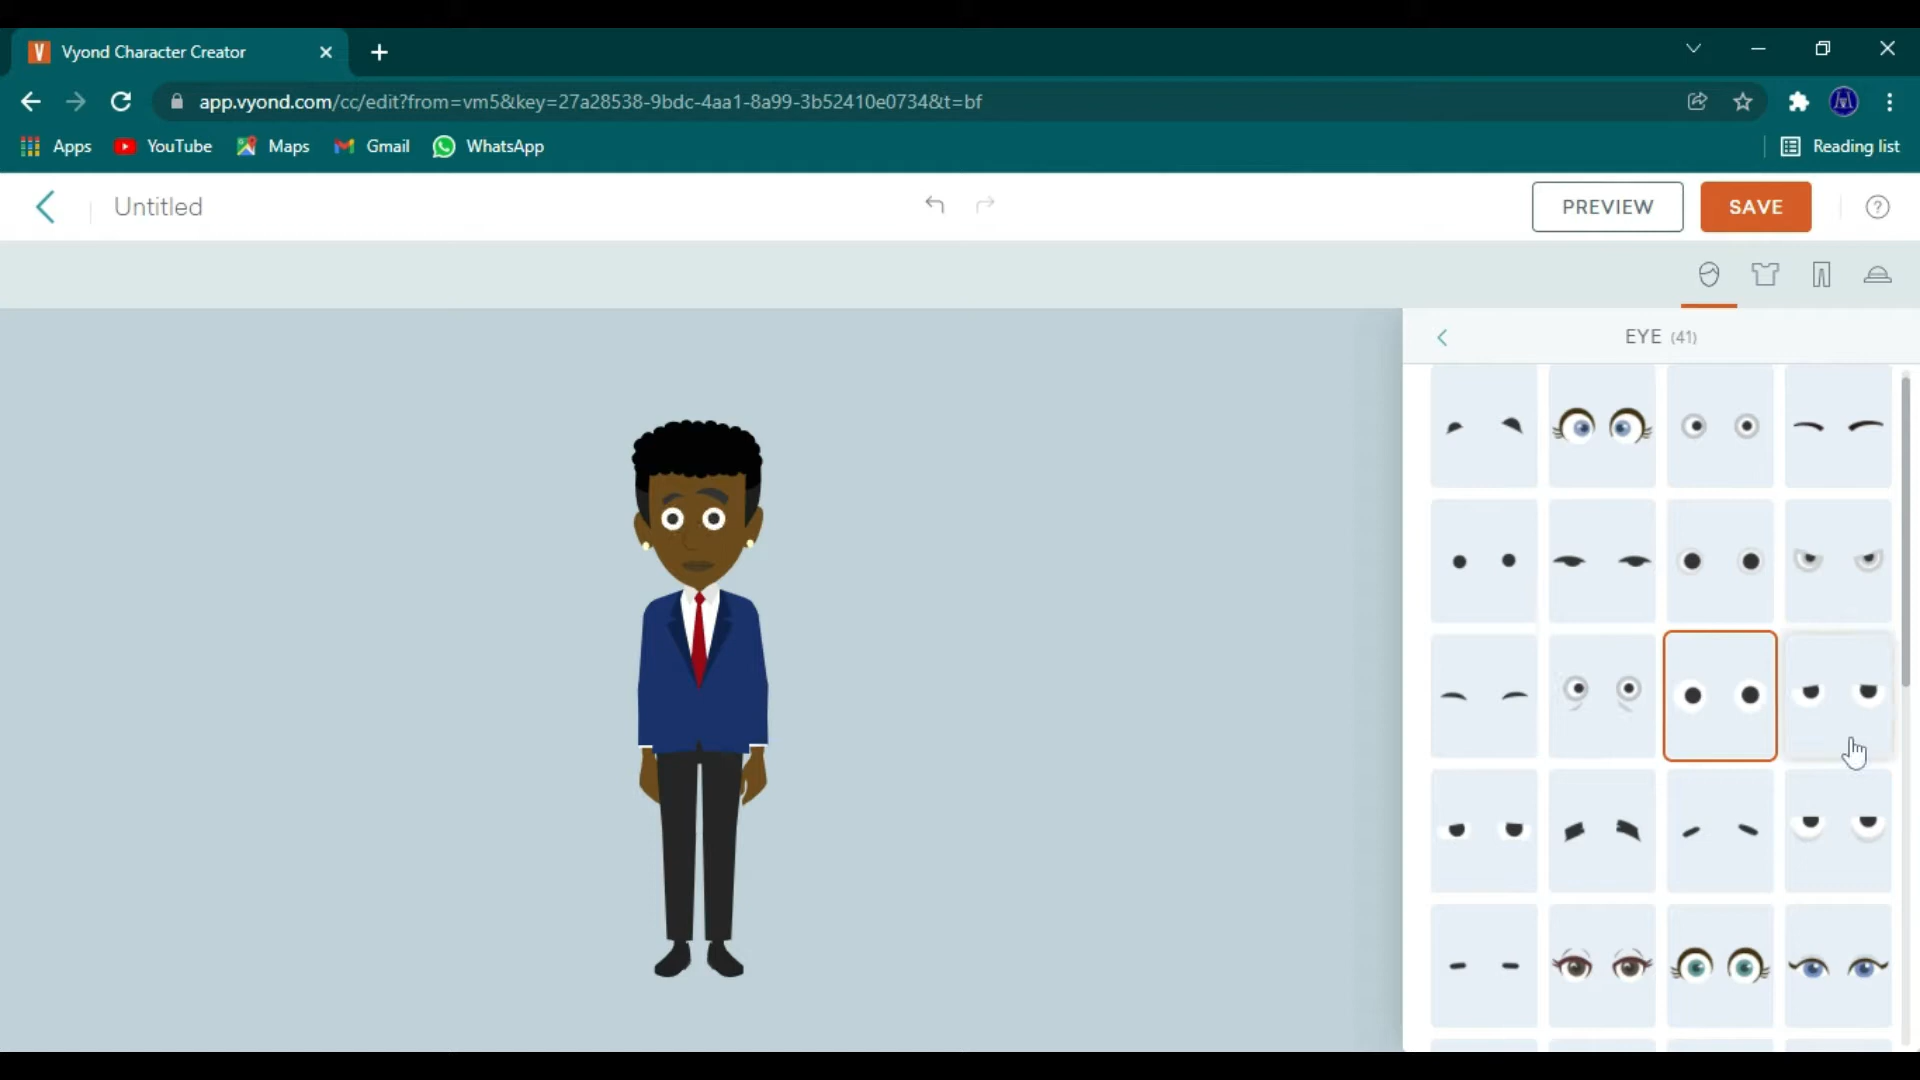 Vyond Character Creator
app.vyond.com/cc/edit?from=vm5&key=27a28538-9bdc-4aa1-8a99-3b52410e0734&t=bf
Apps YouTube Maps Gmail WhatsApp Reading list
Untitled PREVIEW SAVE
EYE (41)